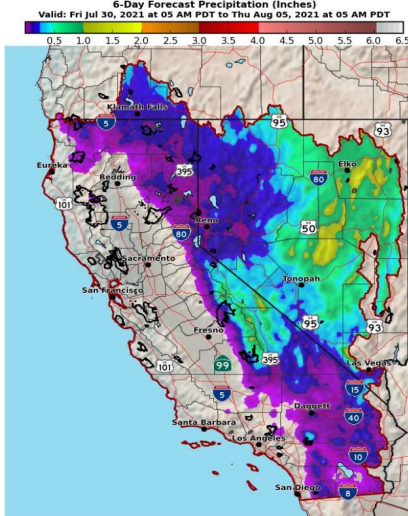 6-Day Forecast Precipitation (Inches)
Valid: Fri Jul 30, 2021 at 05 AM PDT to Thu Aug 05, 2021 at 05 AM PDT
0.5 1.0 1.5 2.0 2.5 3.0 3.5 4.0 4.5 5.0 5.5 6.0 6.5
Klamath Falls
5
95
93
Eureka
395
Elko
Redding
80
101
5
Reno
80
50
Sacramento
San Francisco
Tonopah
95
93
Fresno
395
99
101
Las Vegas
5
15
Daggett
40
Santa Barbara
Los Angeles
10
San Diego
8